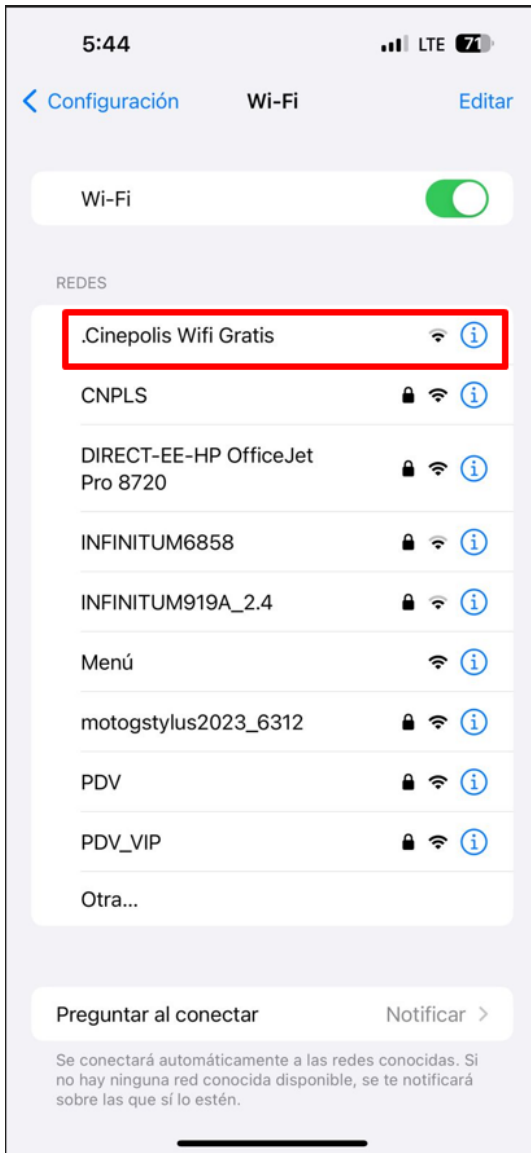 5:44 LTE 71
Configuración Wi-Fi Editar
Wi-Fi
REDES
.Cinepolis Wifi Gratis
CNPLS
DIRECT-EE-HP OfficeJet
Pro 8720
INFINITUM6858
INFINITUM919A_2.4
Menú
motogstylus2023_6312
PDV
PDV_VIP
Otra...
Preguntar al conectar Notificar
Se conectará automáticamente a las redes conocidas. Si
no hay ninguna red conocida disponible, se te notificará
sobre las que sí lo estén.